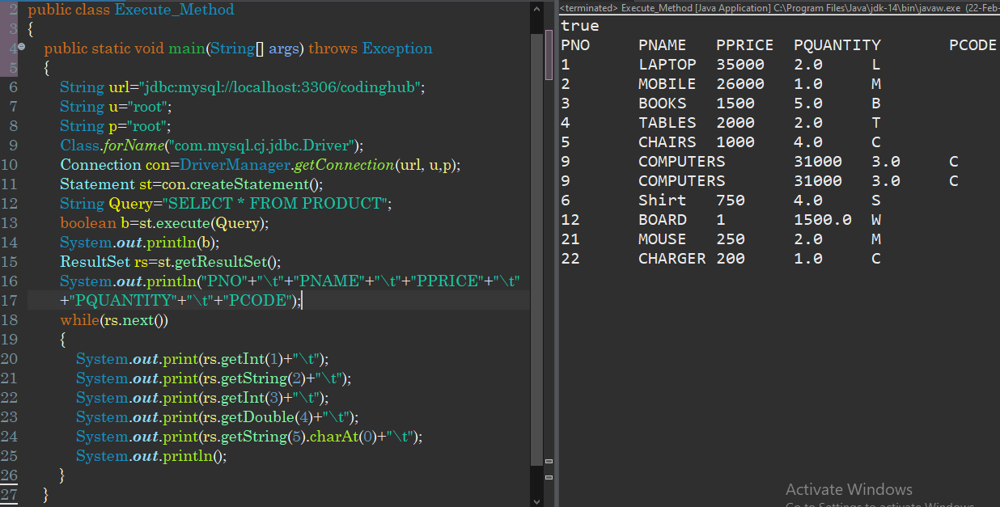 2 public class Execute_Method
3 {
4 public static void main(String[] args) throws Exception
5 {
6 String url="jdbc:mysql://localhost:3306/codinghub";
7 String u="root";
8 String p="root";
9 Class.forName("com.mysql.cj.jdbc.Driver");
10 Connection con=DriverManager.getConnection(url, u,p);
11 Statement st=con.createStatement();
12 String Query="SELECT * FROM PRODUCT";
13 boolean b=st.execute(Query);
14 System.out.println(b);
15 ResultSet rs=st.getResultSet();
16 System.out.println("PNO"+"\t"+"PNAME"+"\t"+"PPRICE"+"\t"
17 +"PQUANTITY"+"\t"+"PCODE");
18 while(rs.next())
19 {
20 System.out.print(rs.getInt(1)+"\t");
21 System.out.print(rs.getString(2)+"\t");
22 System.out.print(rs.getInt(3)+"\t");
23 System.out.print(rs.getDouble(4)+"\t");
24 System.out.print(rs.getString(5).charAt(0)+"\t");
25 System.out.println();
26 }
27 }
<terminated> Execute_Method [Java Application] C:\Program Files\Java\jdk-14\bin\javaw.exe (22-Feb-
true
PNO PNAME PPRICE PQUANTITY PCODE
1 LAPTOP 35000 2.0 L
2 MOBILE 26000 1.0 M
3 BOOKS 1500 5.0 B
4 TABLES 2000 2.0 T
5 CHAIRS 1000 4.0 C
9 COMPUTERS 31000 3.0 C
9 COMPUTERS 31000 3.0 C
6 Shirt 750 4.0 S
12 BOARD 1 1500.0 W
21 MOUSE 250 2.0 M
22 CHARGER 200 1.0 C
Activate Windows
Go to Settings to activate Windows.